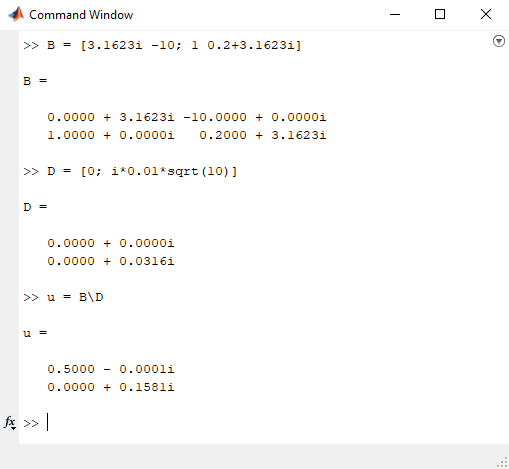 Command Window
>> B = [3.1623i -10; 1 0.2+3.1623i]
B =
0.0000 + 3.1623i -10.0000 + 0.0000i
1.0000 + 0.0000i   0.2000 + 3.1623i
>> D = [0; i*0.01*sqrt(10)]
D =
0.0000 + 0.0000i
0.0000 + 0.0316i
>> u = B\D
u =
0.5000 - 0.0001i
0.0000 + 0.1581i
fx >>